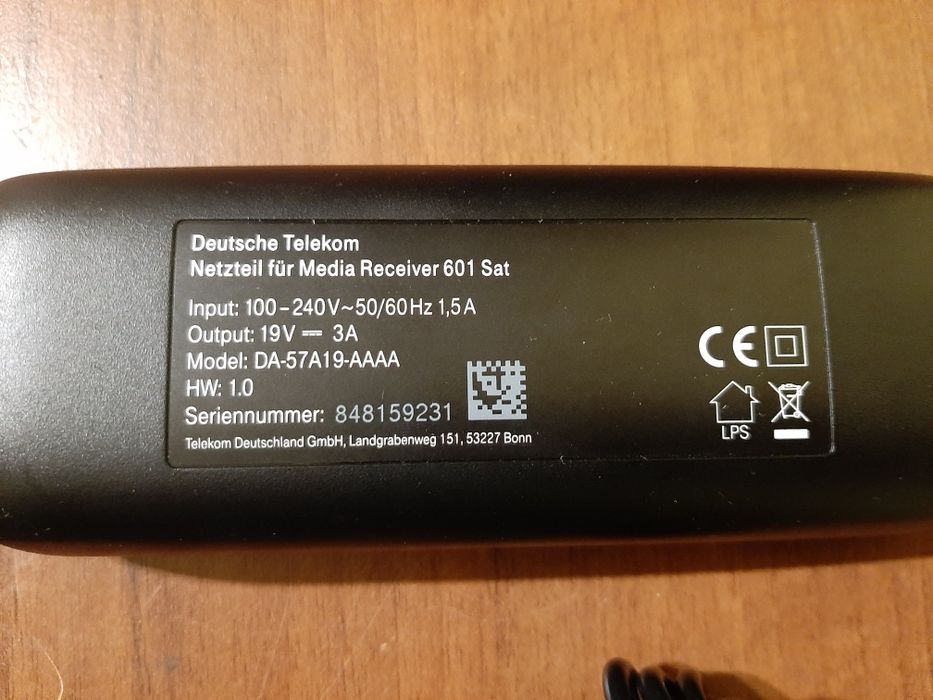 Deutsche Telekom
Netzteil für Media Receiver 601 Sat
Input: 100–240V~50/60Hz 1,5A
Output: 19V ⎓ 3A
Model: DA-57A19-AAAA
HW: 1.0
Seriennummer: 848159231
Telekom Deutschland GmbH, Landgrabenweg 151, 53227 Bonn
CE
LPS